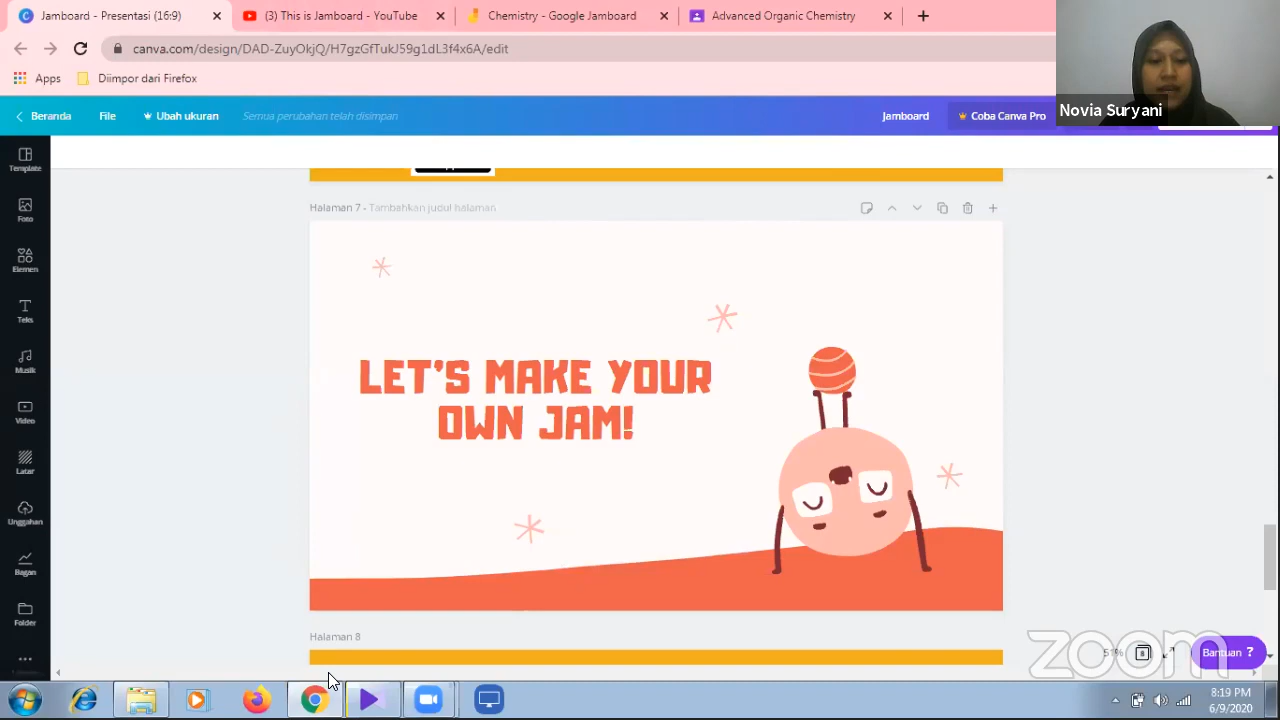 Jamboard - Presentasi (16:9)
(3) This is Jamboard - YouTube
Chemistry - Google Jamboard
Advanced Organic Chemistry
canva.com/design/DAD-ZuyOkjQ/H7gzGfTukJ59g1dL3f4x6A/edit
Apps
Diimpor dari Firefox
Novia Suryani
Beranda
File
Ubah ukuran
Semua perubahan telah disimpan
Jamboard
Coba Canva Pro
Template
Foto
Elemen
Teks
Musik
Video
Latar
Unggahan
Bagan
Folder
Halaman 7 - Tambahkan judul halaman
LET'S MAKE YOUR
OWN JAM!
Halaman 8
51%
8
Bantuan ?
zoom
8:19 PM
6/9/2020